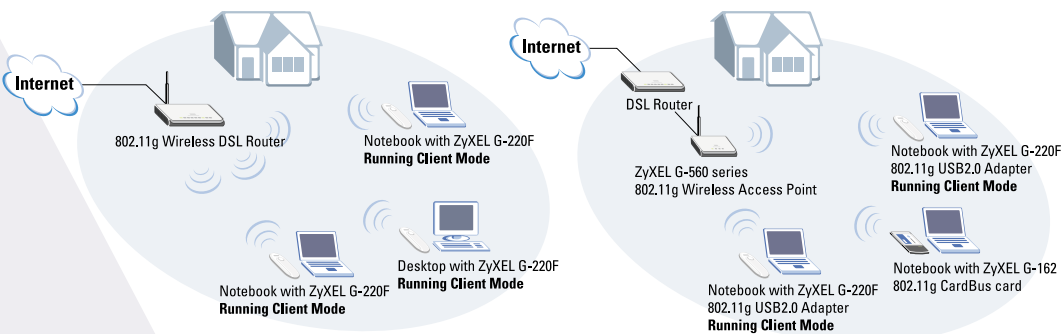 Internet
802.11g Wireless DSL Router
Notebook with ZyXEL G-220F
Running Client Mode
Desktop with ZyXEL G-220F
Running Client Mode
Notebook with ZyXEL G-220F
Running Client Mode
Internet
DSL Router
ZyXEL G-560 series
802.11g Wireless Access Point
Notebook with ZyXEL G-220F
802.11g USB2.0 Adapter
Running Client Mode
Notebook with ZyXEL G-162
802.11g CardBus card
Notebook with ZyXEL G-220F
802.11g USB2.0 Adapter
Running Client Mode